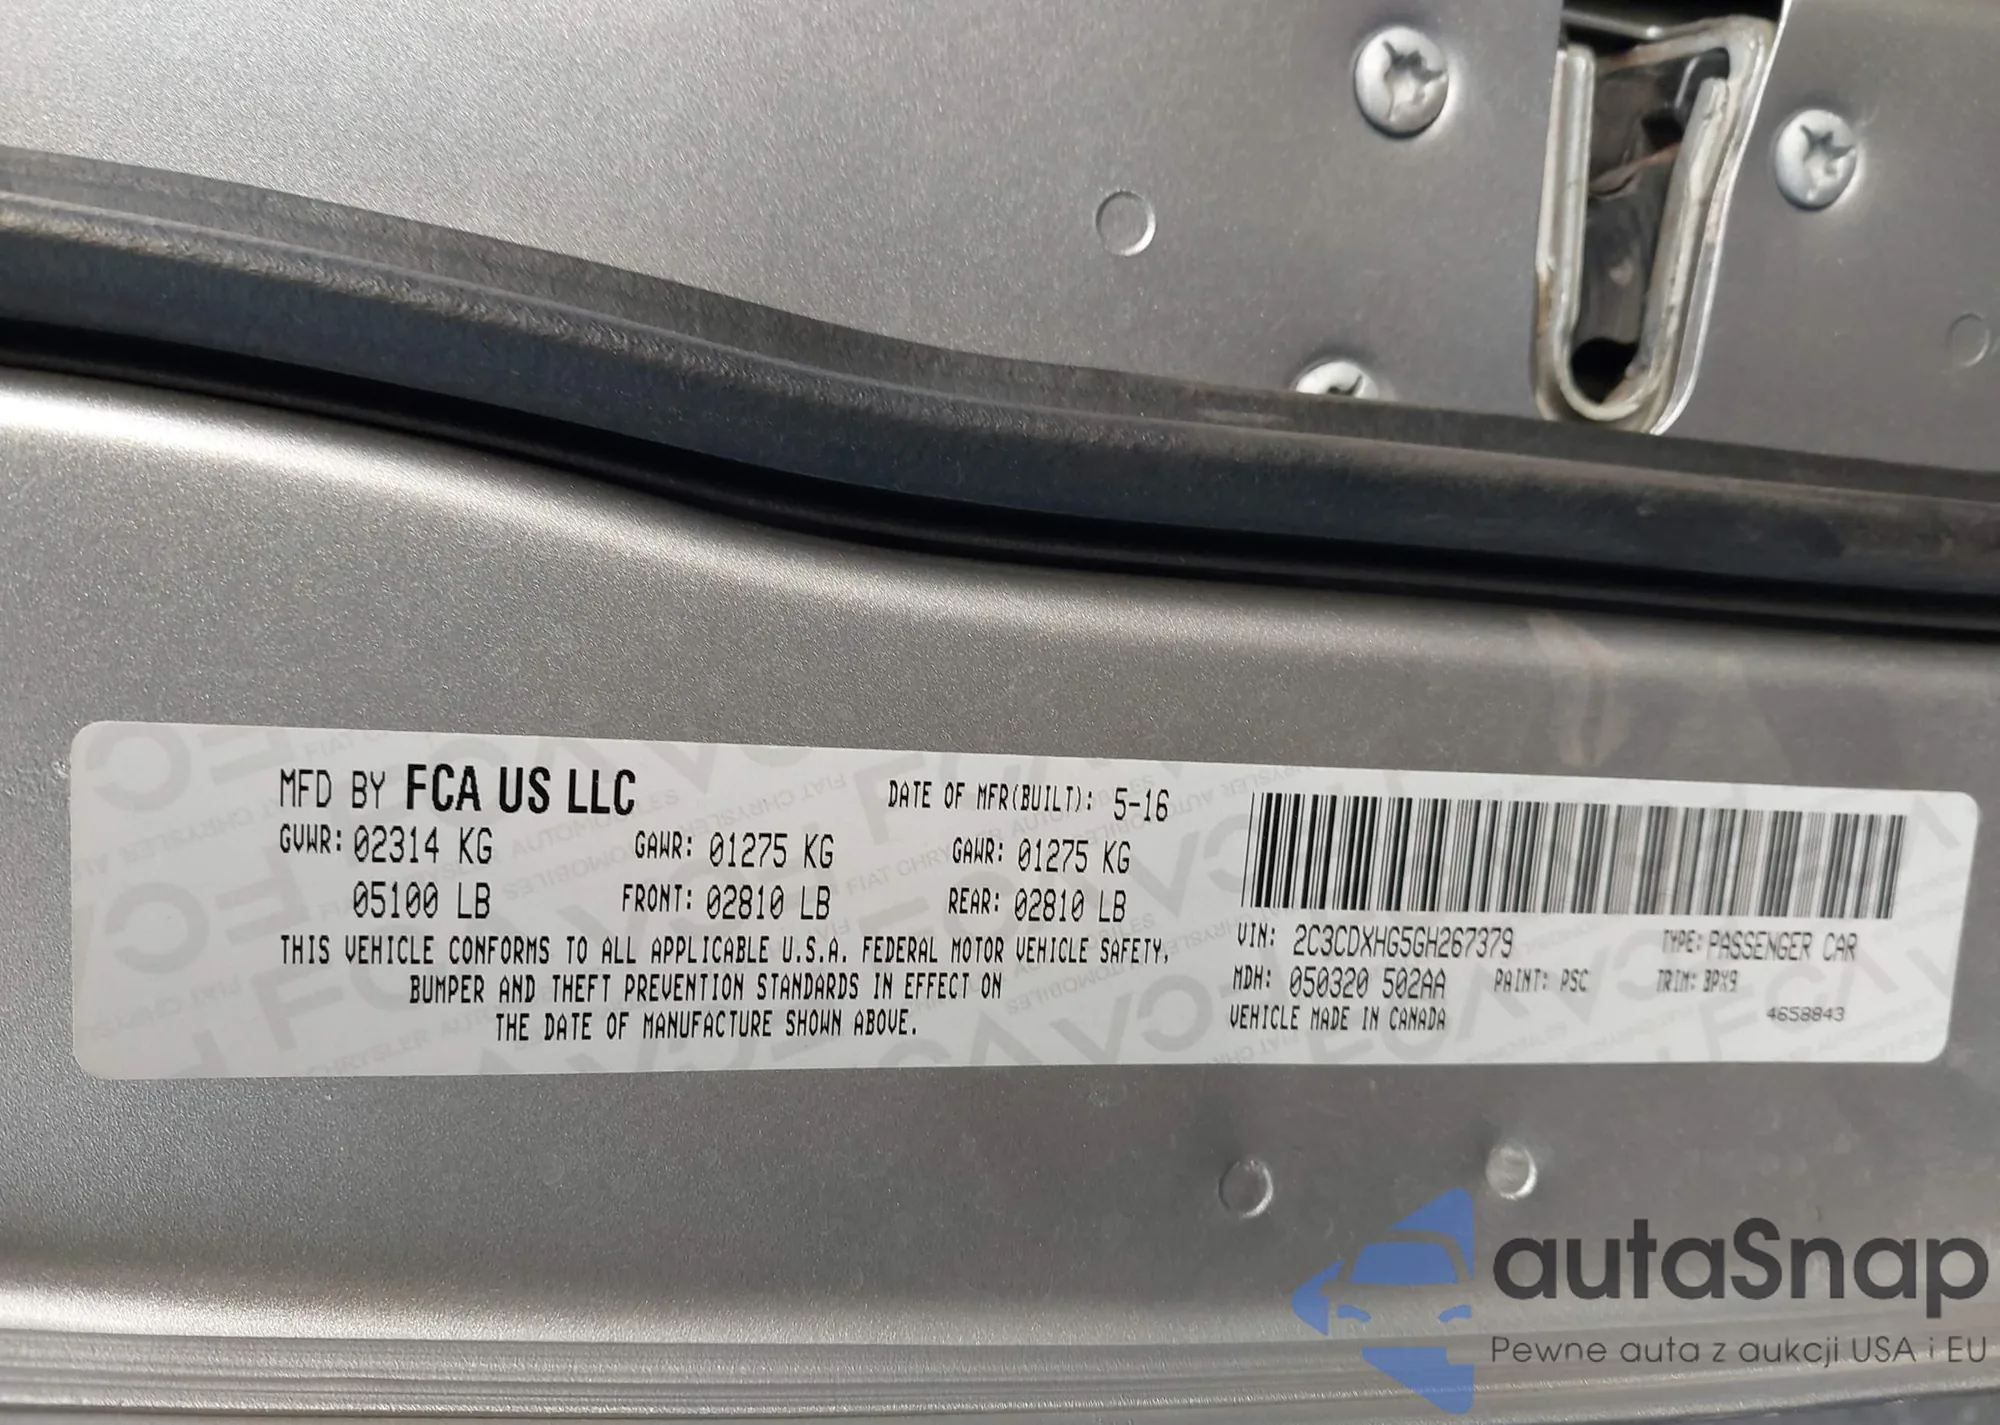 MFD BY FCA US LLC
DATE OF MFR(BUILT): 5-16
GVWR: 02314 KG
GAWR: 01275 KG
GAWR: 01275 KG
05100 LB
FRONT: 02810 LB
REAR: 02810 LB
THIS VEHICLE CONFORMS TO ALL APPLICABLE U.S.A. FEDERAL MOTOR VEHICLE SAFETY,
BUMPER AND THEFT PREVENTION STANDARDS IN EFFECT ON
THE DATE OF MANUFACTURE SHOWN ABOVE.
VIN: 2C3CDXHG5GH267379
TYPE: PASSENGER CAR
MDH: 050320 502AA
PAINT: PSC
TRIM: BPX9
VEHICLE MADE IN CANADA
4658843
autaSnap
Pewne auta z aukcji USA i EU